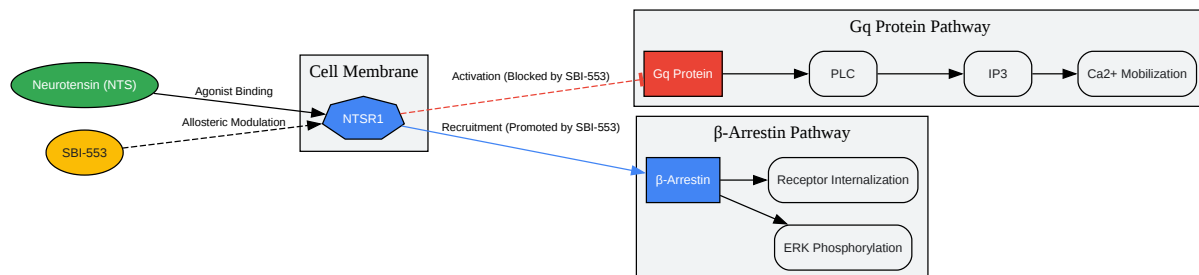 Gq Protein Pathway
Neurotensin (NTS)
Cell Membrane
Activation (Blocked by SBI-553)
Gq Protein
PLC
IP3
Ca2+ Mobilization
Agonist Binding
NTSR1
Allosteric Modulation
Recruitment (Promoted by SBI-553)
β-Arrestin Pathway
SBI-553
β-Arrestin
Receptor Internalization
ERK Phosphorylation